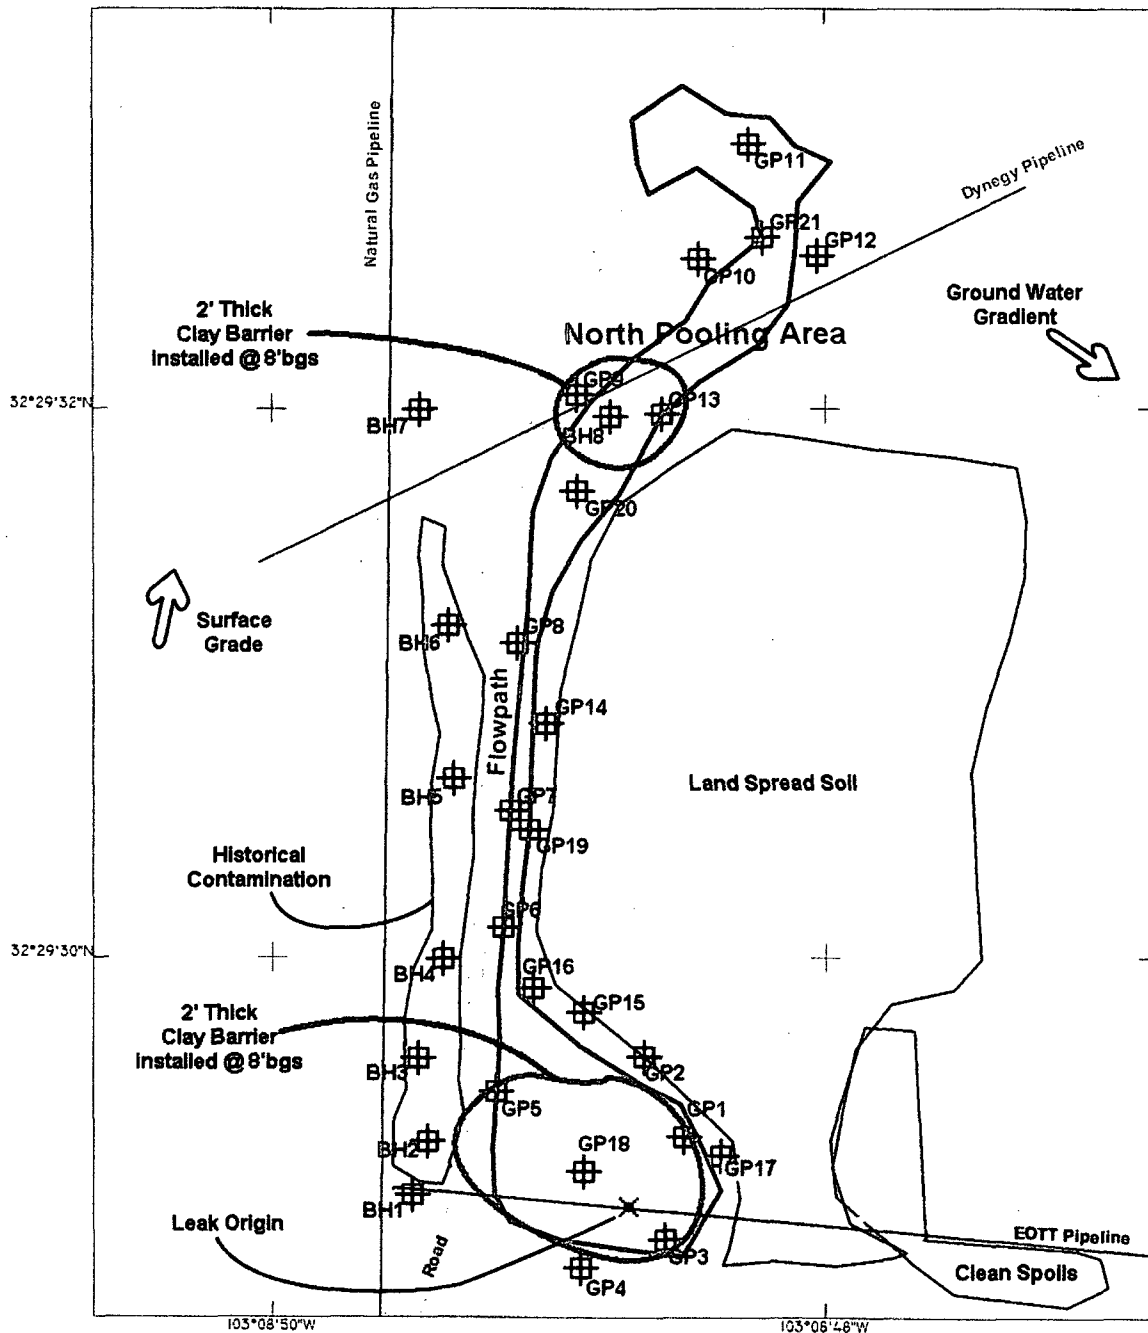 Natural Gas Pipeline
GP11
Dynegy Pipeline
GP21
GP12
GP10
2' Thick
Clay Barrier
installed @ 8'bgs
Ground Water
Gradient
North Pooling Area
GP9
GP13
32°29'32"N
BH7
BH8
GP20
Surface
Grade
BH6
GP8
Flowpath
GP14
Land Spread Soil
BH5
GP7
GP19
Historical
Contamination
GP6
32°29'30"N
BH4
GP16
GP15
2' Thick
Clay Barrier
installed @ 8'bgs
BH3
GP2
GP5
GP1
BH2
GP18
GP17
BH1
Leak Origin
Road
GP3
EOTT Pipeline
GP4
Clean Spoils
103°08'50"W
103°08'48"W